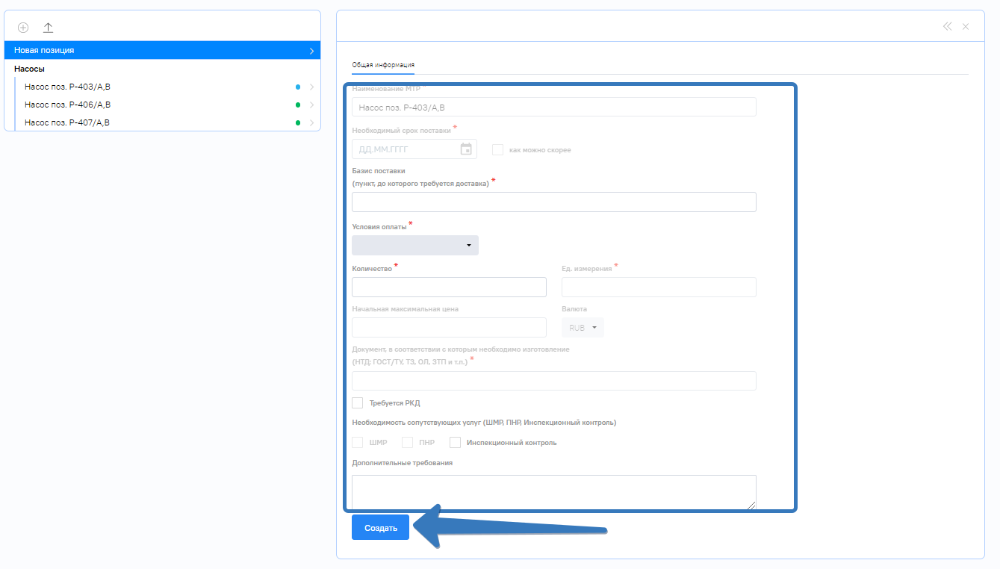 Новая позиция
Насосы
Насос поз. Р-403/А,В
Насос поз. Р-406/А,В
Насос поз. Р-407/А,В
Общая информация
Наименование МТР *
Насос поз. Р-403/А,В
Необходимый срок поставки *
ДД.ММ.ГГГГ
как можно скорее
Базис поставки
(пункт, до которого требуется доставка) *
Условия оплаты *
Количество *
Ед. измерения *
Начальная максимальная цена
Валюта
RUB
Документ, в соответствии с которым необходимо изготовление
(НТД: ГОСТ/ТУ, ТЗ, ОЛ, ЗТП и т.п.) *
Требуется РКД
Необходимость сопутствующих услуг (ШМР, ПНР, Инспекционный контроль)
ШМР
ПНР
Инспекционный контроль
Дополнительные требования
Создать